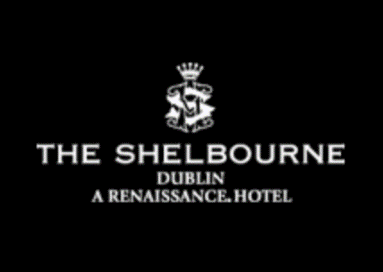 THE SHELBOURNE
DUBLIN
A RENAISSANCE. HOTEL